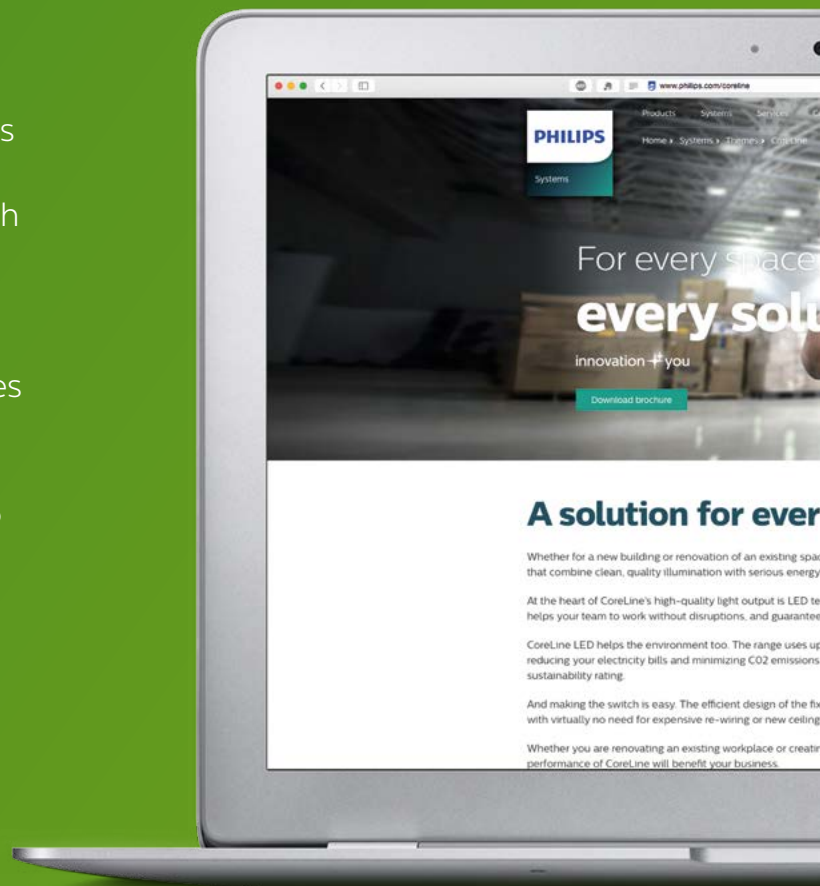 s
h
es
www.philips.com/coreline
Products Systems Services
PHILIPS
Home Systems Themes CoreLine
Systems
For every space
every solu
innovation you
Download brochure
A solution for ever
Whether for a new building or renovation of an existing spac
that combine clean, quality illumination with serious energy
At the heart of CoreLine's high-quality light output is LED te
helps your team to work without disruptions, and guarantee
CoreLine LED helps the environment too. The range uses up
reducing your electricity bills and minimizing CO2 emissions
sustainability rating.
And making the switch is easy. The efficient design of the fix
with virtually no need for expensive re-wiring or new ceiling
Whether you are renovating an existing workplace or creatin
performance of CoreLine will benefit your business.